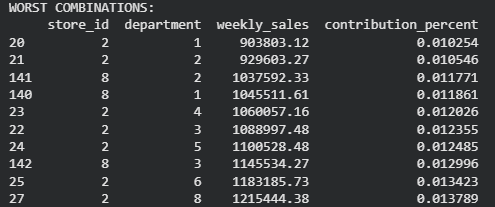 WORST COMBINATIONS:
store_id department weekly_sales contribution_percent
20 2 1 903803.12 0.010254
21 2 2 929603.27 0.010546
141 8 2 1037592.33 0.011771
140 8 1 1045511.61 0.011861
23 2 4 1060057.16 0.012026
22 2 3 1088997.48 0.012355
24 2 5 1100528.48 0.012485
142 8 3 1145534.27 0.012996
25 2 6 1183185.73 0.013423
27 2 8 1215444.38 0.013789